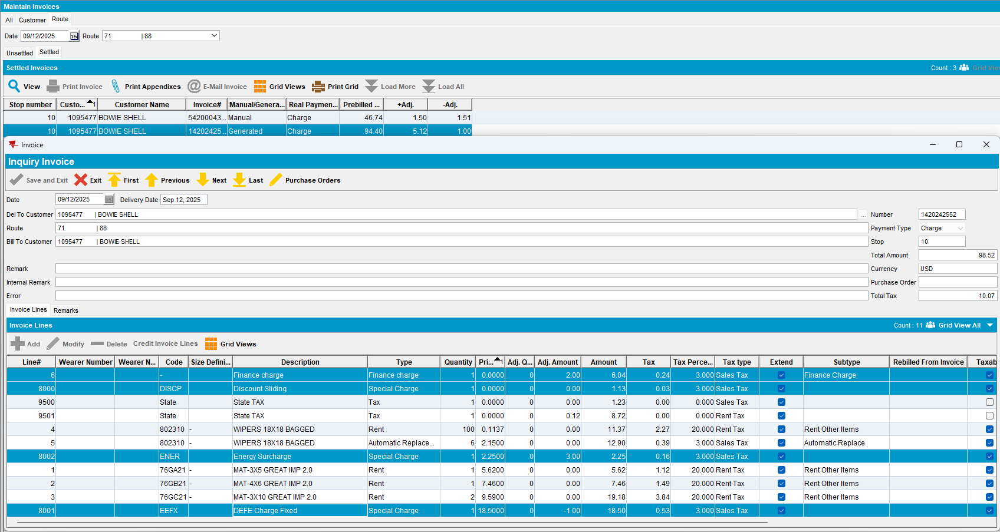 Maintain Invoices
All Customer Route
Date 09/12/2025 16 Route 71 | 88
Unsettled Settled
Settled Invoices Count : 3 Grid Vie
View Print Invoice Print Appendixes E-Mail Invoice Grid Views Print Grid Load More Load All
Stop number Custo... 1 Customer Name Invoice# Manual/Genera... Real Paymen... Prebilled ... +Adj. -Adj.
10 1095477 BOWIE SHELL 54200043... Manual Charge 46.74 1.50 1.51
10 1095477 BOWIE SHELL 14202425... Generated Charge 94.40 5.12 1.00
Invoice
Inquiry Invoice
Save and Exit Exit First Previous Next Last Purchase Orders
Date 09/12/2025 16 Delivery Date Sep 12, 2025
Del To Customer 1095477 | BOWIE SHELL ... Number 1420242552
Route 71 | 88 Payment Type Charge
Bill To Customer 1095477 | BOWIE SHELL Stop 10
Total Amount 98.52
Remark Currency USD
Internal Remark Purchase Order
Error Total Tax 10.07
Invoice Lines Remarks
Invoice Lines Count : 11 Grid View All
Add Modify Delete Credit Invoice Lines Grid Views
Line# Wearer Number Wearer N... Code Size Defini... Description Type Quantity Pri... 1 Adj. Q... Adj. Amount Amount Tax Tax Perce... Tax type Extend Subtype Rebilled From Invoice Taxab
6 - Finance charge Finance charge 1 0.0000 0 2.00 6.04 0.24 3.000 Sales Tax Finance Charge
8000 DISCP Discount Sliding Special Charge 1 0.0000 0 0.00 1.13 0.03 3.000 Sales Tax
9500 State State TAX Tax 1 0.0000 0 0.00 1.23 0.00 0.000 Sales Tax
9501 State State TAX Tax 1 0.0000 0 0.12 8.72 0.00 0.000 Rent Tax
4 802310 - WIPERS 18X18 BAGGED Rent 100 0.1137 0 0.00 11.37 2.27 20.000 Rent Tax Rent Other Items
5 802310 - WIPERS 18X18 BAGGED Automatic Replace... 6 2.1500 0 0.00 12.90 0.39 3.000 Sales Tax Automatic Replace
8002 ENER Energy Surcharge Special Charge 1 2.2500 0 3.00 2.25 0.16 3.000 Sales Tax
1 76GA21 - MAT-3X5 GREAT IMP 2.0 Rent 1 5.6200 0 0.00 5.62 1.12 20.000 Rent Tax Rent Other Items
2 76GB21 - MAT-4X6 GREAT IMP 2.0 Rent 1 7.4600 0 0.00 7.46 1.49 20.000 Rent Tax Rent Other Items
3 76GC21 - MAT-3X10 GREAT IMP 2.0 Rent 2 9.5900 0 0.00 19.18 3.84 20.000 Rent Tax Rent Other Items
8001 EEFX DEFE Charge Fixed Special Charge 1 18.5000 0 -1.00 18.50 0.53 3.000 Sales Tax